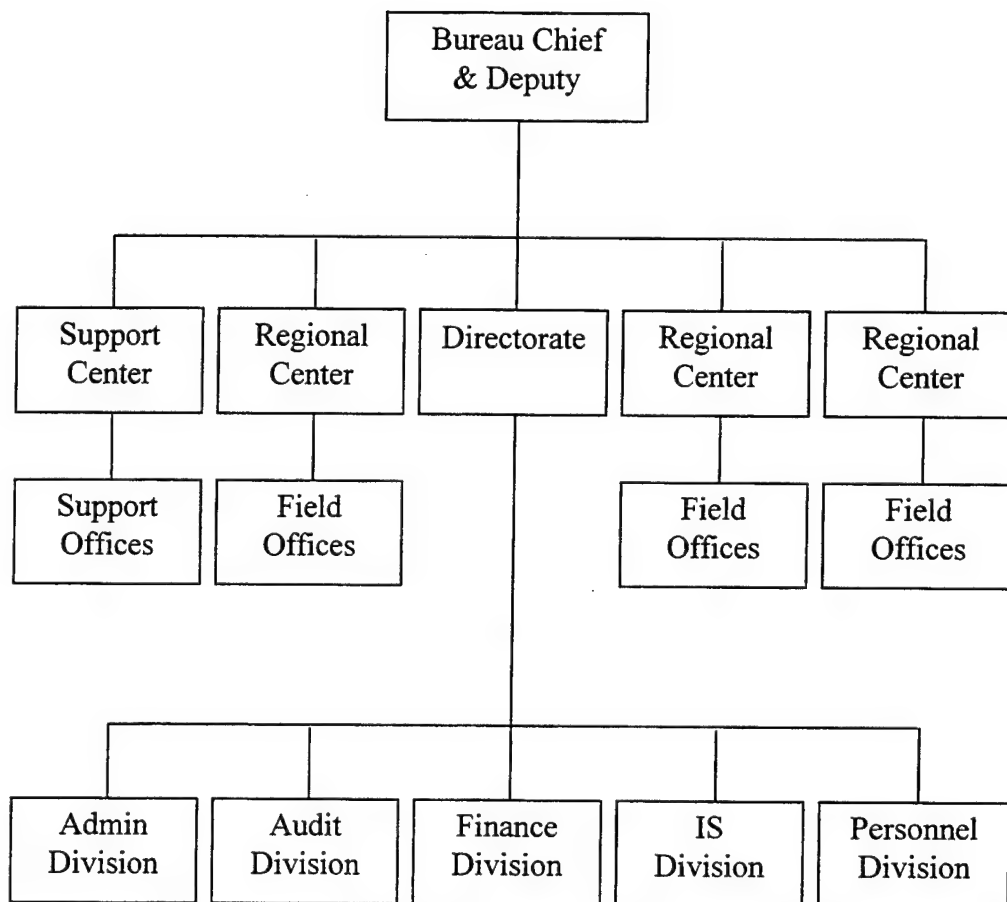 Bureau Chief
& Deputy
Support
Center
Regional
Center
Directorate
Regional
Center
Regional
Center
Support
Offices
Field
Offices
Field
Offices
Field
Offices
Admin
Division
Audit
Division
Finance
Division
IS
Division
Personnel
Division